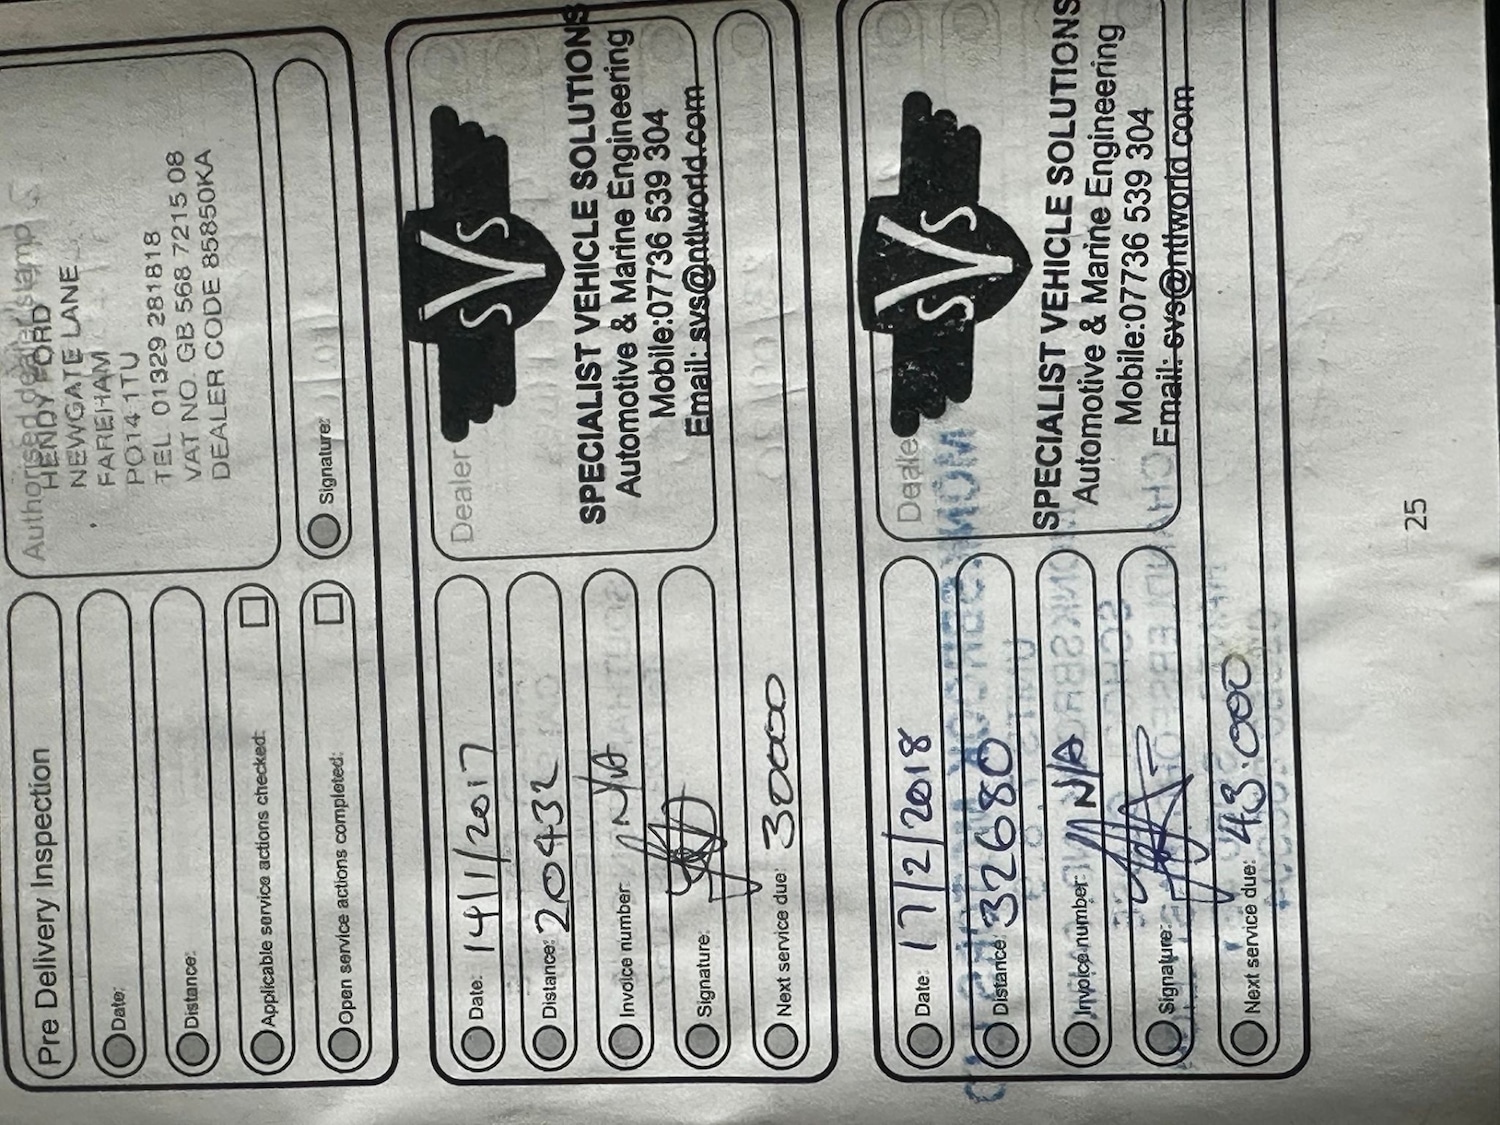 Pre Delivery Inspection
Date:
Distance:
Applicable service actions checked:
Open service actions completed:
Authorised dealer stamp
HENDY FORD
NEWGATE LANE
FAREHAM
PO14 1TU
TEL 01329 281818
VAT NO. GB 568 7215 08
DEALER CODE 85850KA
Signature:
Date: 14/1/2017
Distance: 20432
Invoice number: N/A
Signature:
Next service due: 30000
Dealer
SVS
SPECIALIST VEHICLE SOLUTIONS
Automotive & Marine Engineering
Mobile:07736 539 304
Email: svs@ntlworld.com
Date: 17/2/2018
Distance: 32680
Invoice number: N/A
Signature:
Next service due: 43.000
Deale
SVS
SPECIALIST VEHICLE SOLUTIONS
Automotive & Marine Engineering
Mobile:07736 539 304
Email: svs@ntlworld.com
25